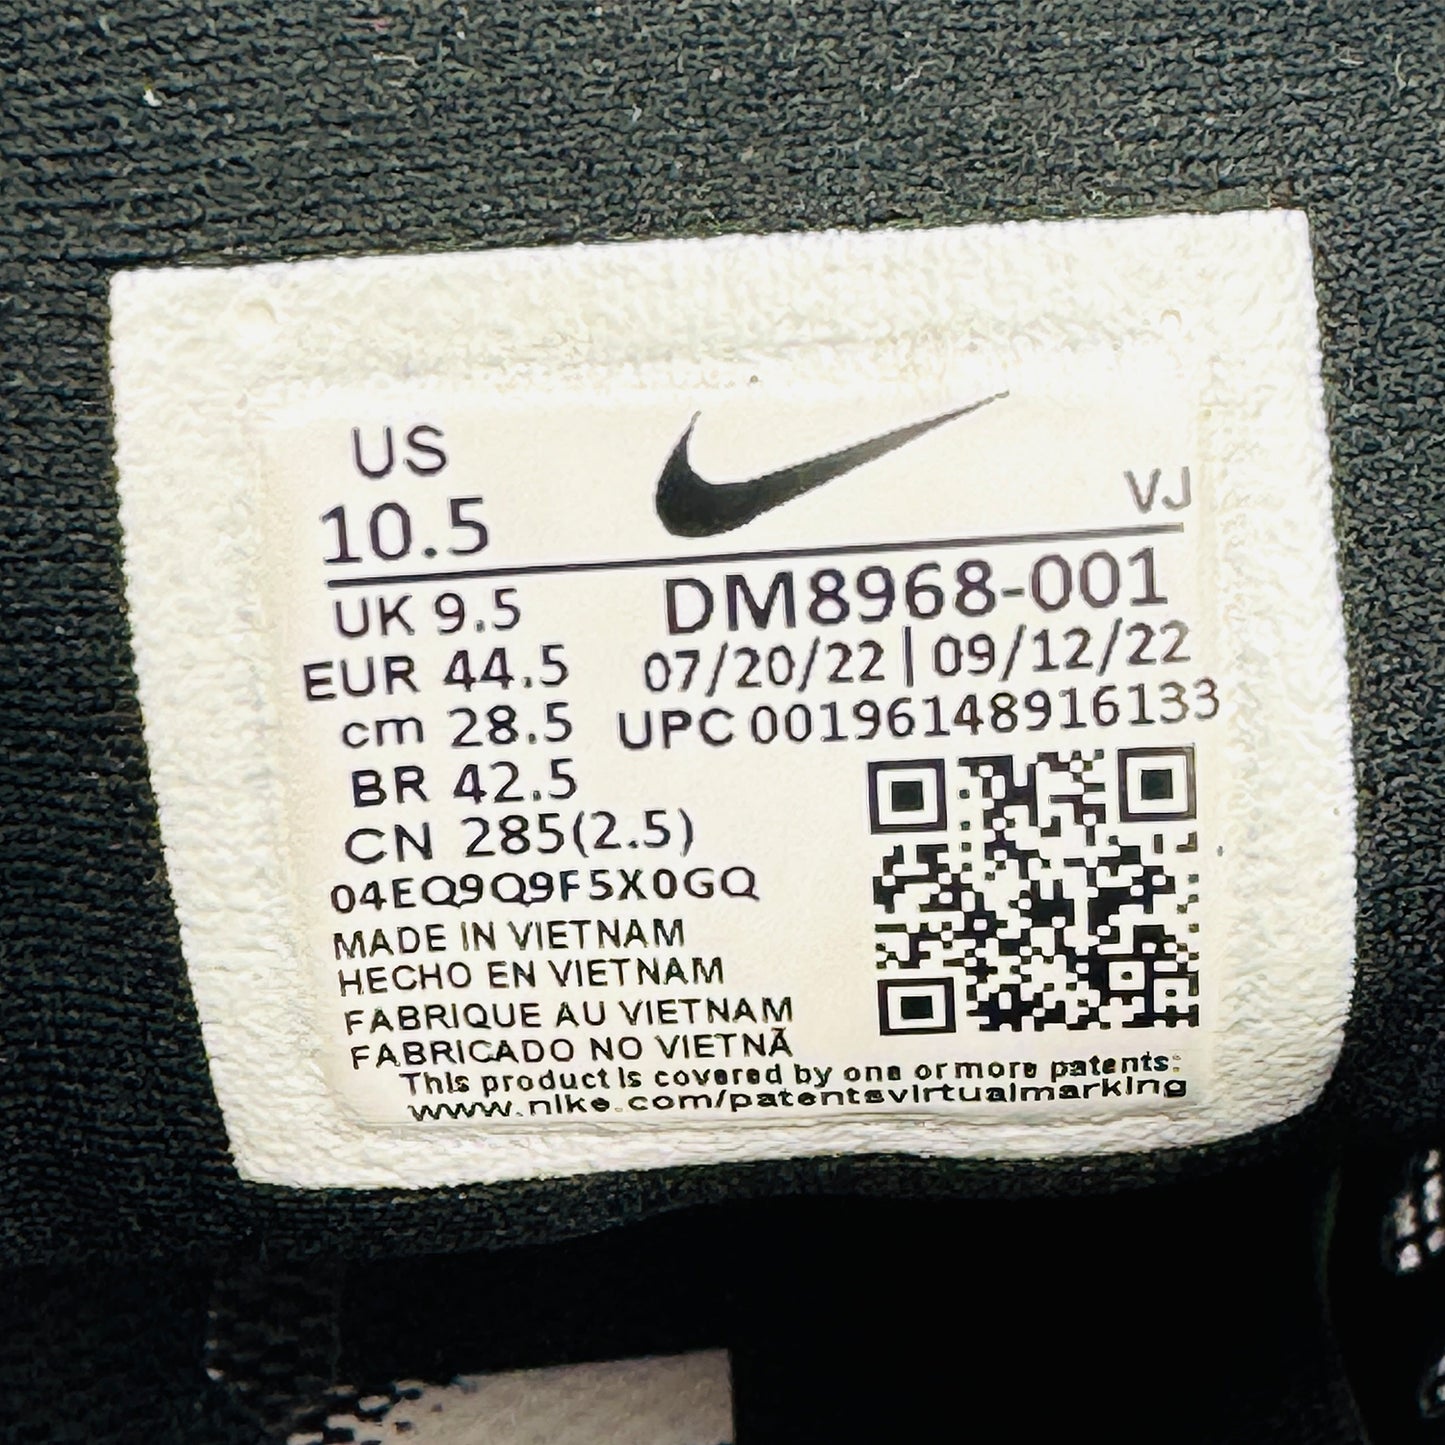 US
10.5
VJ
UK 9.5
EUR 44.5
cm 28.5
BR 42.5
CN 285(2.5)
DM8968-001
07/20/22 | 09/12/22
UPC 00196148916133
04EQ9Q9F5X0GQ
MADE IN VIETNAM
HECHO EN VIETNAM
FABRIQUE AU VIETNAM
FABRICADO NO VIETNÃ
This product is covered by one or more patents:
www.nike.com/patentsvirtualmarking